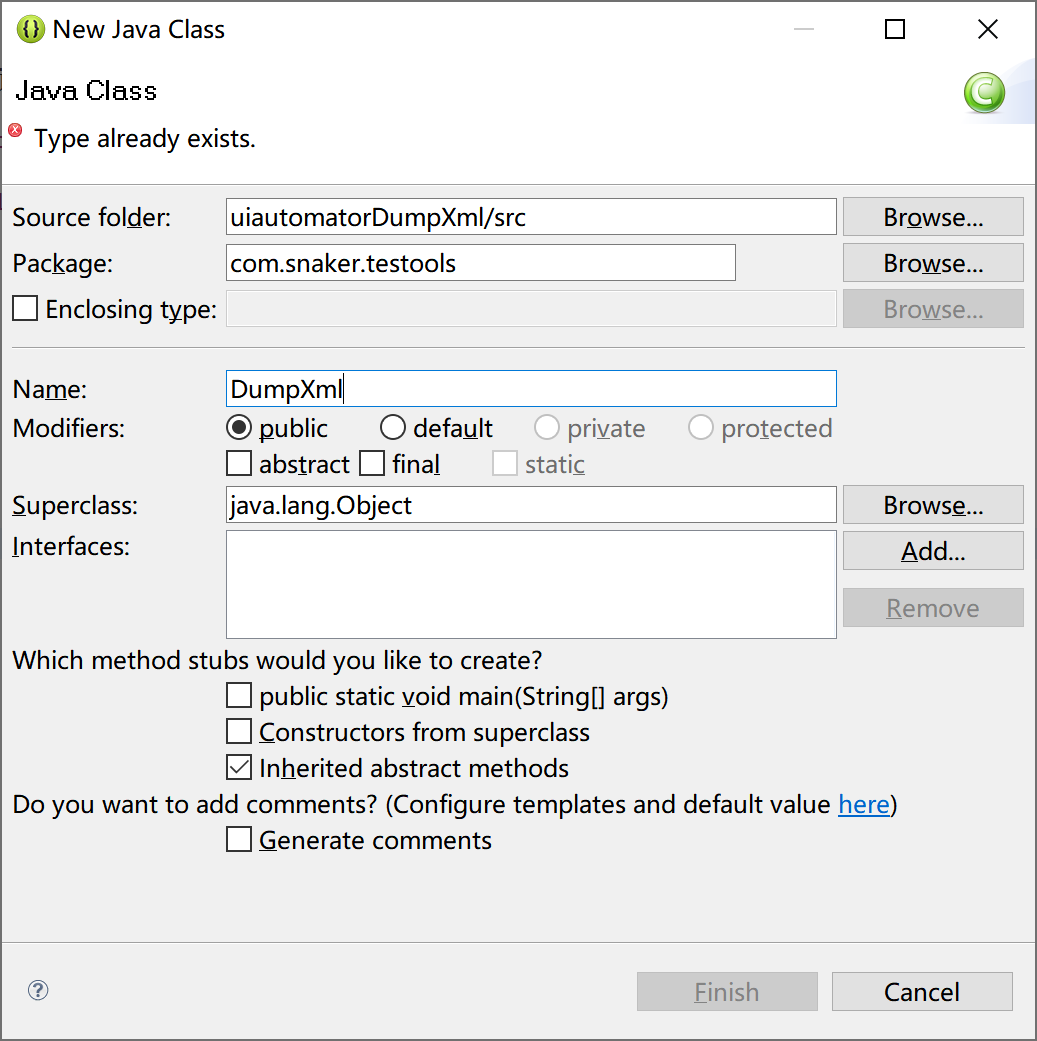 New Java Class
Java Class
Type already exists.
Source folder: uiautomatorDumpXml/src Browse...
Package: com.snaker.testools Browse...
Enclosing type: Browse...
Name: DumpXml
Modifiers: public default private protected
abstract final static
Superclass: java.lang.Object Browse...
Interfaces: Add...
Remove
Which method stubs would you like to create?
public static void main(String[] args)
Constructors from superclass
Inherited abstract methods
Do you want to add comments? (Configure templates and default value here)
Generate comments
Finish Cancel